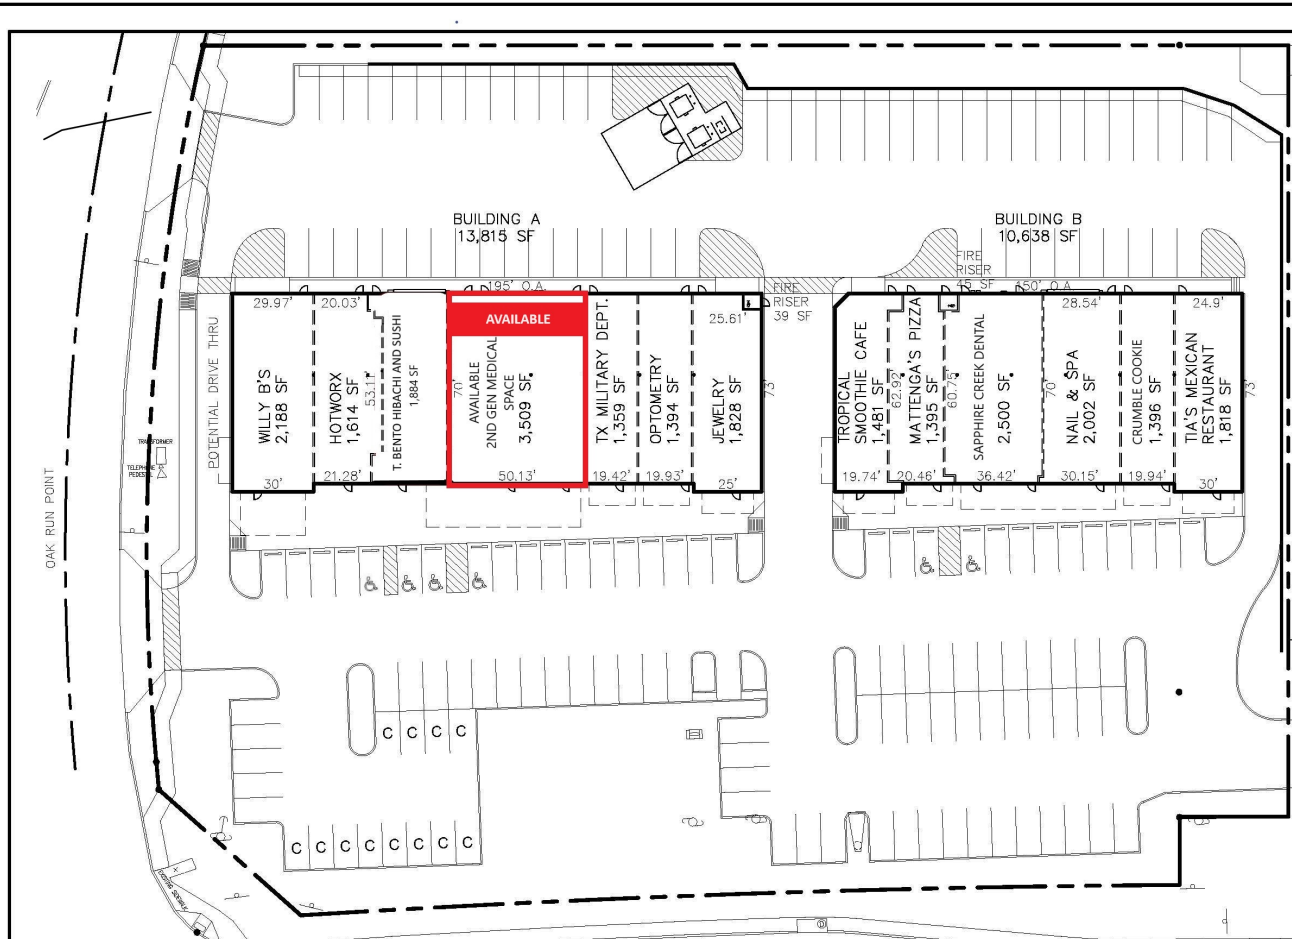 BUILDING A
13,815 SF
BUILDING B
10,638 SF
FIRE
RISER
45 SF
195' O.A.
FIRE
RISER
39 SF
150' O.A.
POTENTIAL DRIVE THRU
29.97'
WILLY B'S
2,188 SF
30'
20.03'
HOTWORX
1,614 SF
21.28'
53.11'
T. BENTO HIBACHI AND SUSHI
1,884 SF
70'
AVAILABLE
AVAILABLE
2ND GEN MEDICAL
SPACE
3,509 SF
50.13'
TX MILITARY DEPT.
1,359 SF
19.42'
OPTOMETRY
1,394 SF
19.93'
25.61'
JEWELRY
1,828 SF
25'
73'
TROPICAL
SMOOTHIE CAFE
1,481 SF
19.74'
62.92'
MATTENGA'S PIZZA
1,395 SF
20.46'
60.75'
SAPPHIRE CREEK DENTAL
2,500 SF
36.42'
70'
28.54'
NAIL & SPA
2,002 SF
30.15'
CRUMBLE COOKIE
1,396 SF
19.94'
24.9'
TIA'S MEXICAN
RESTAURANT
1,818 SF
30'
73'
TRANSFORMER
TELEPHONE
PEDESTAL
OAK RUN POINT
C C C C
C C C C C C C C